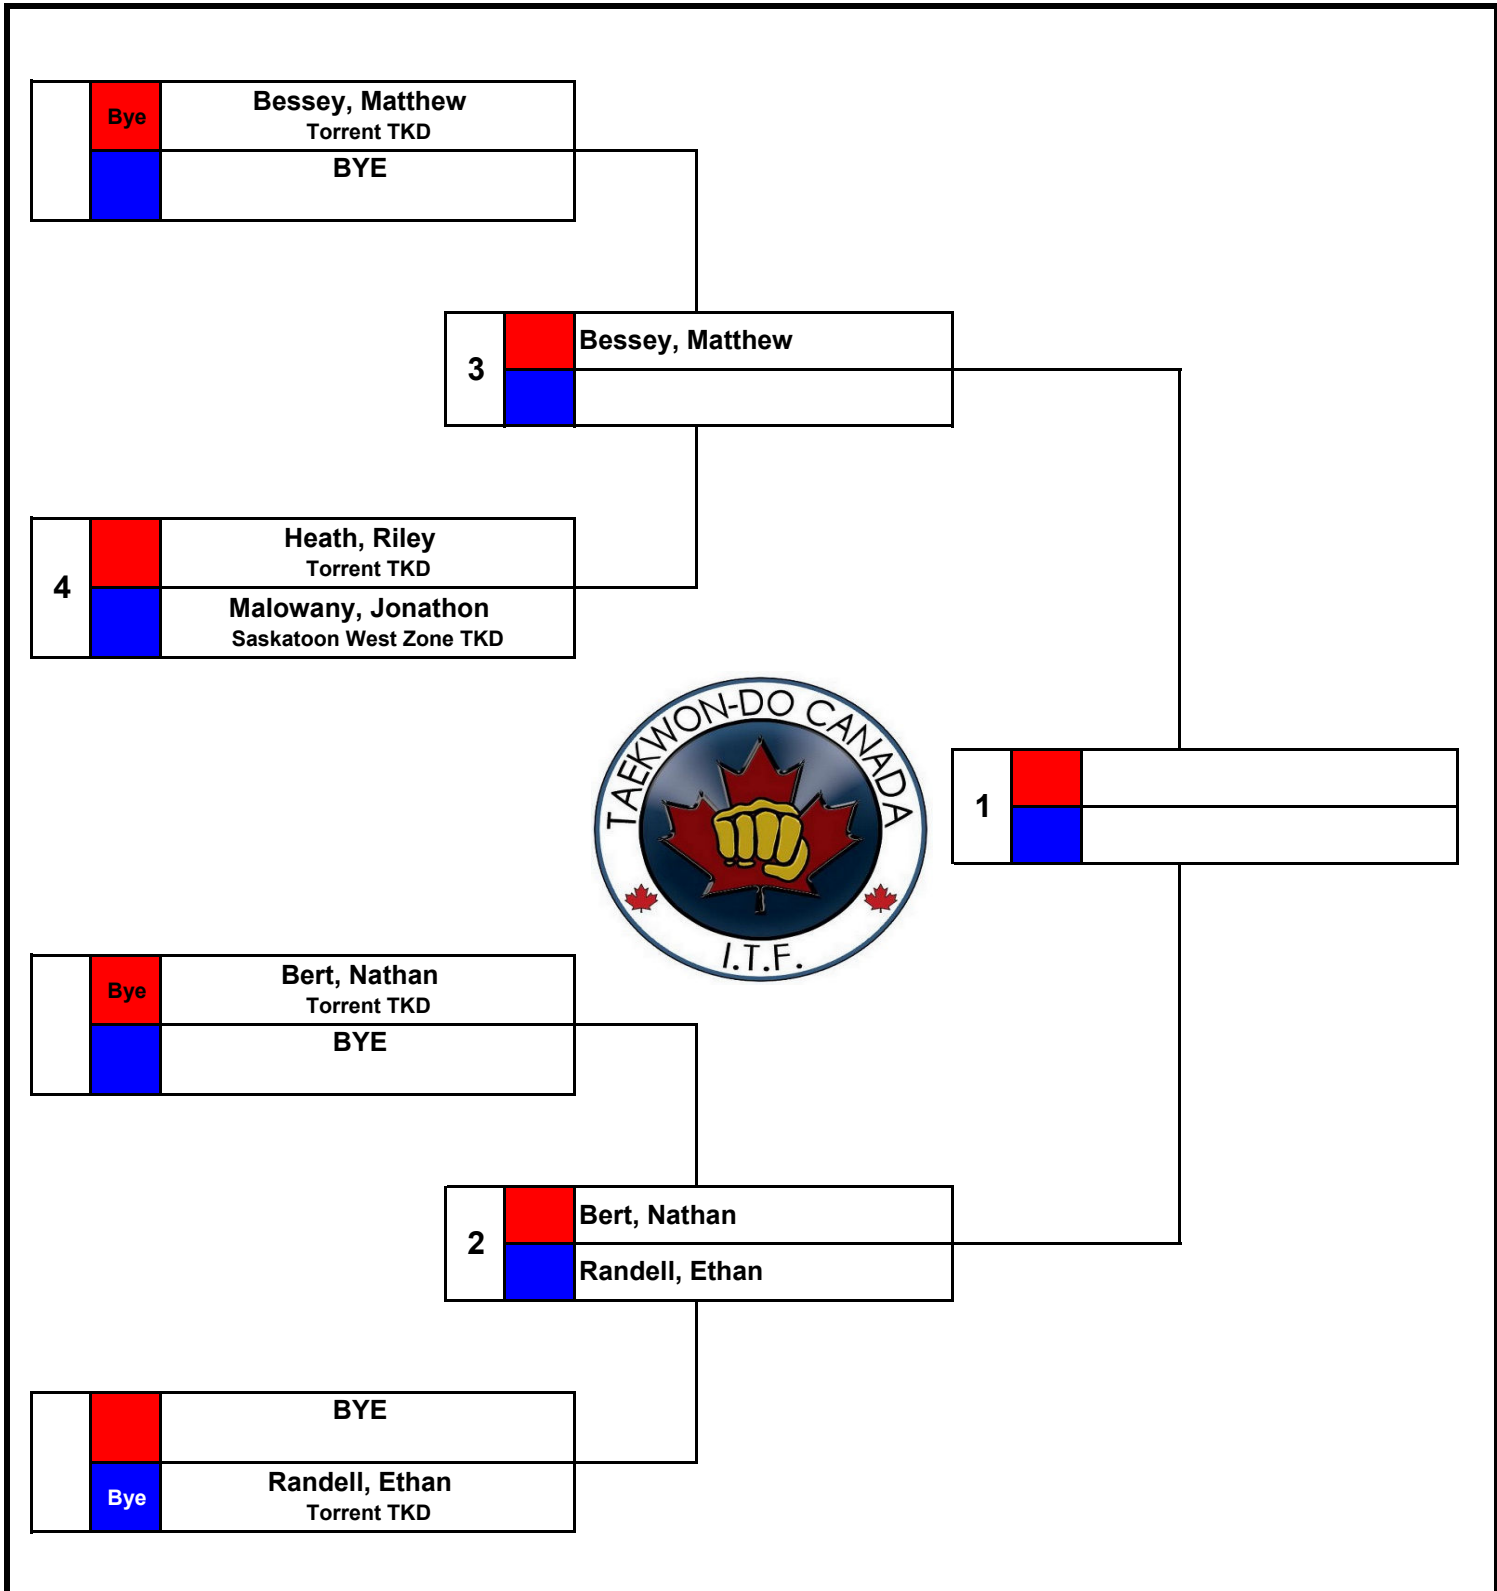 Bye
Bessey, Matthew
Torrent TKD
BYE
3
Bessey, Matthew
4
Heath, Riley
Torrent TKD
Malowany, Jonathon
Saskatoon West Zone TKD
TAEKWON-DO CANADA
I.T.F.
1
Bye
Bert, Nathan
Torrent TKD
BYE
2
Bert, Nathan
Randell, Ethan
BYE
Bye
Randell, Ethan
Torrent TKD